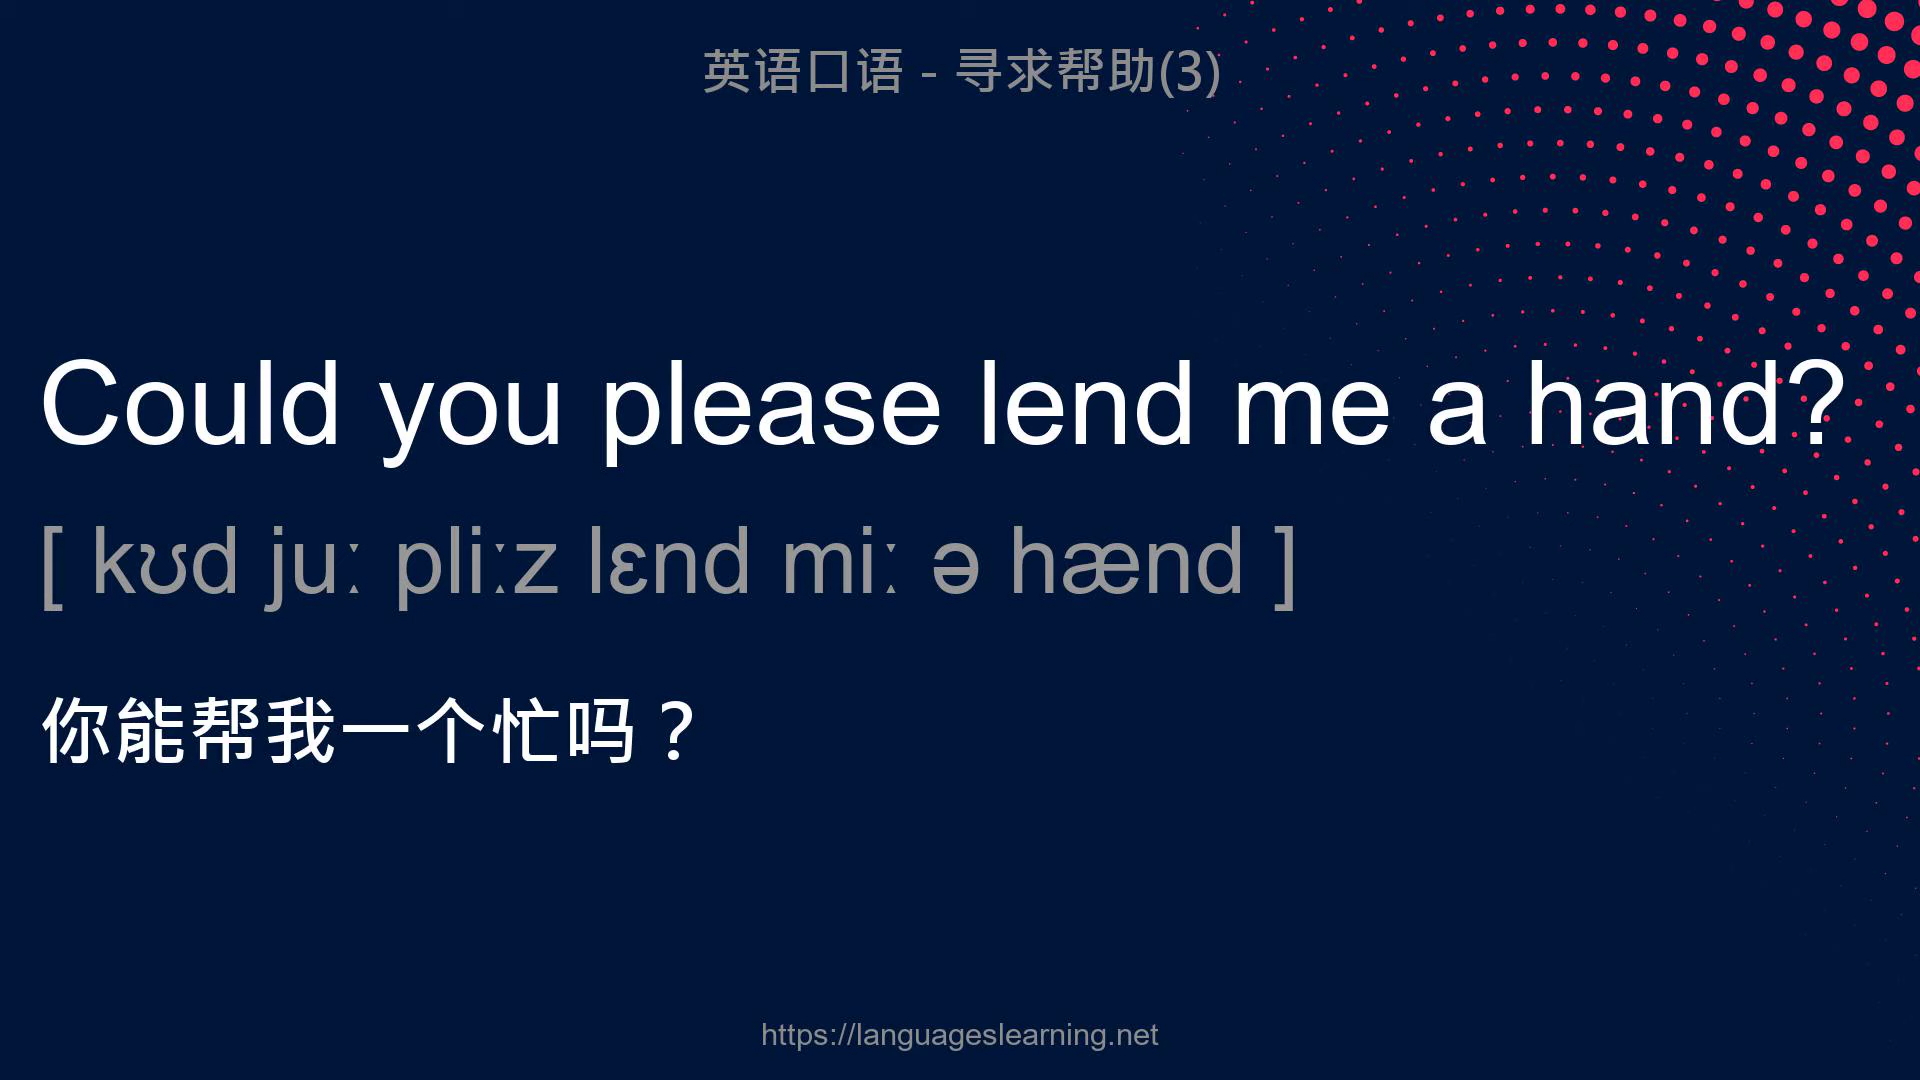 英语口语 - 寻求帮助(3)
Could you please lend me a hand?
[ kʊd juː pliːz lɛnd miː ə hænd ]
你能帮我一个忙吗？
https://languageslearning.net